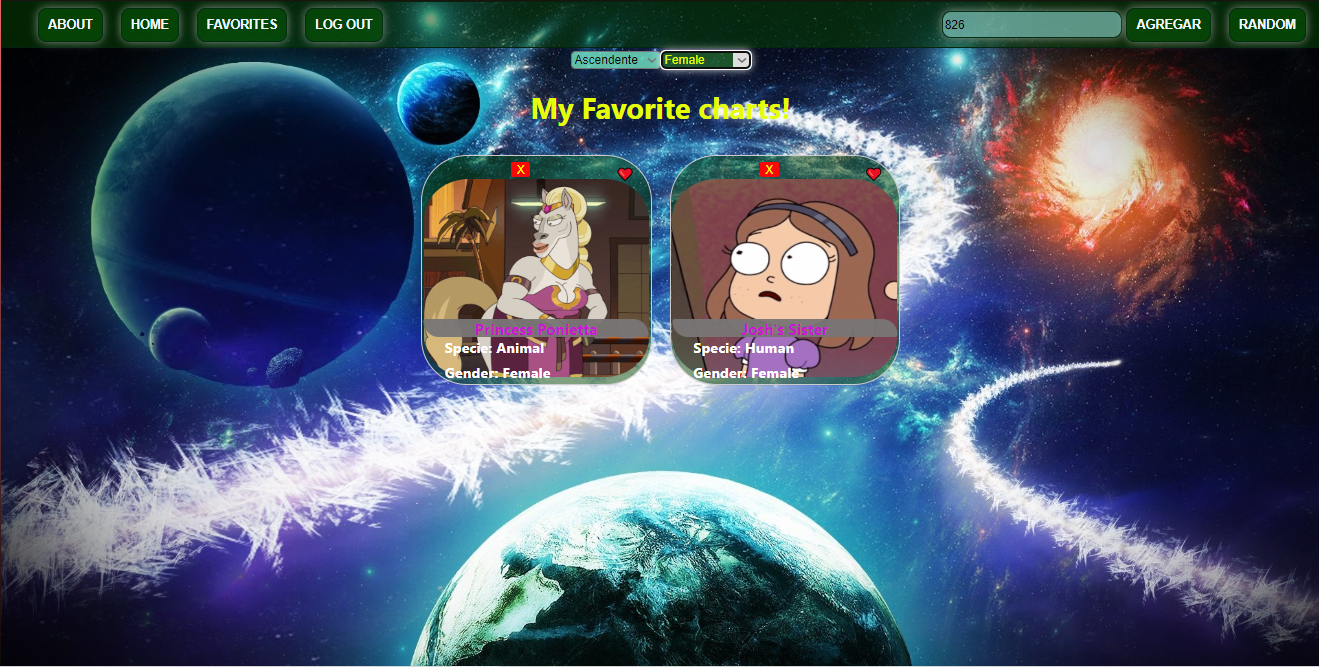 ABOUT HOME FAVORITES LOG OUT 826 AGREGAR RANDOM
Ascendente Female
My Favorite charts!
X X
Princess Ponietta Josh's Sister
Specie: Animal Specie: Human
Gender: Female Gender: Female